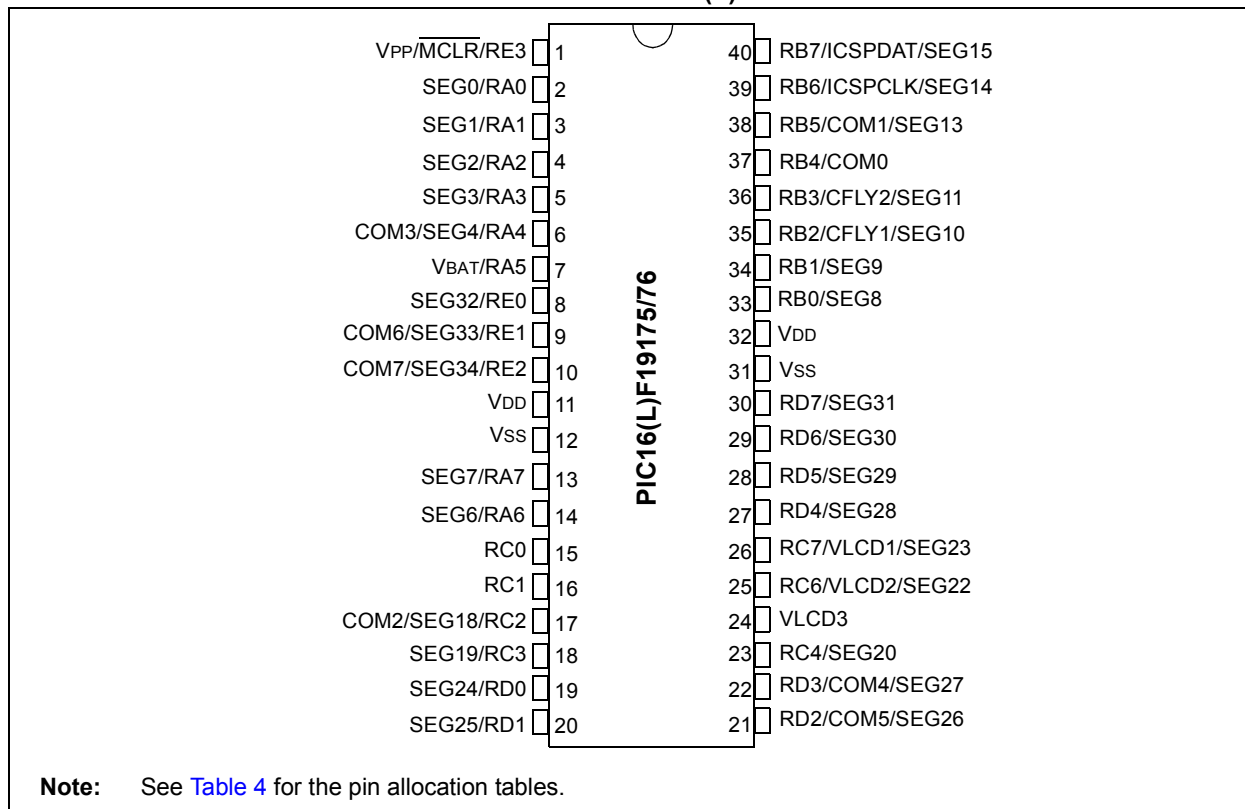 VPP/MCLR/RE3 1
SEG0/RA0 2
SEG1/RA1 3
SEG2/RA2 4
SEG3/RA3 5
COM3/SEG4/RA4 6
VBAT/RA5 7
SEG32/RE0 8
COM6/SEG33/RE1 9
COM7/SEG34/RE2 10
VDD 11
VSS 12
SEG7/RA7 13
SEG6/RA6 14
RC0 15
RC1 16
COM2/SEG18/RC2 17
SEG19/RC3 18
SEG24/RD0 19
SEG25/RD1 20
PIC16(L)F19175/76
40 RB7/ICSPDAT/SEG15
39 RB6/ICSPCLK/SEG14
38 RB5/COM1/SEG13
37 RB4/COM0
36 RB3/CFLY2/SEG11
35 RB2/CFLY1/SEG10
34 RB1/SEG9
33 RB0/SEG8
32 VDD
31 VSS
30 RD7/SEG31
29 RD6/SEG30
28 RD5/SEG29
27 RD4/SEG28
26 RC7/VLCD1/SEG23
25 RC6/VLCD2/SEG22
24 VLCD3
23 RC4/SEG20
22 RD3/COM4/SEG27
21 RD2/COM5/SEG26
Note: See Table 4 for the pin allocation tables.